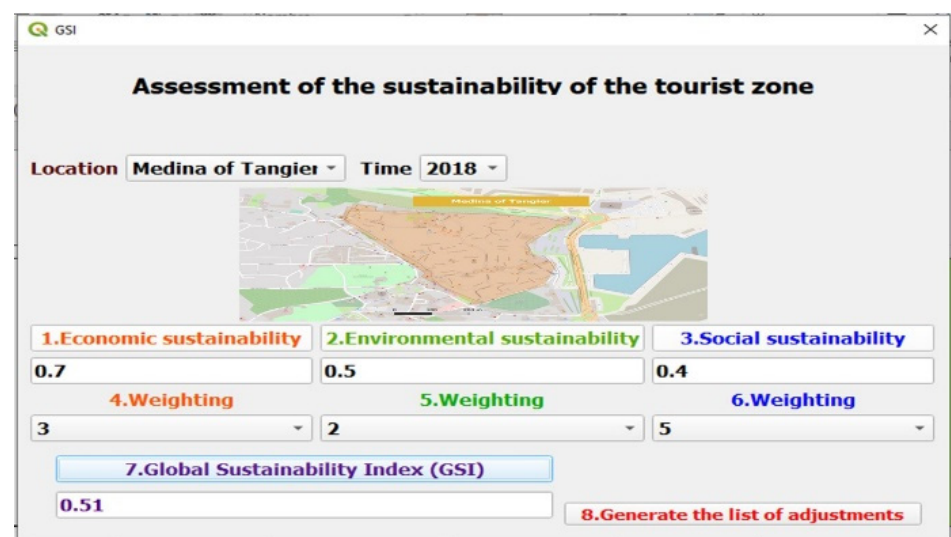 GSI
Assessment of the sustainability of the tourist zone
Location Medina of Tangier Time 2018
Medina of Tangier
1.Economic sustainability 2.Environmental sustainability 3.Social sustainability
0.7 0.5 0.4
4.Weighting 5.Weighting 6.Weighting
3 2 5
7.Global Sustainability Index (GSI)
0.51
8.Generate the list of adjustments